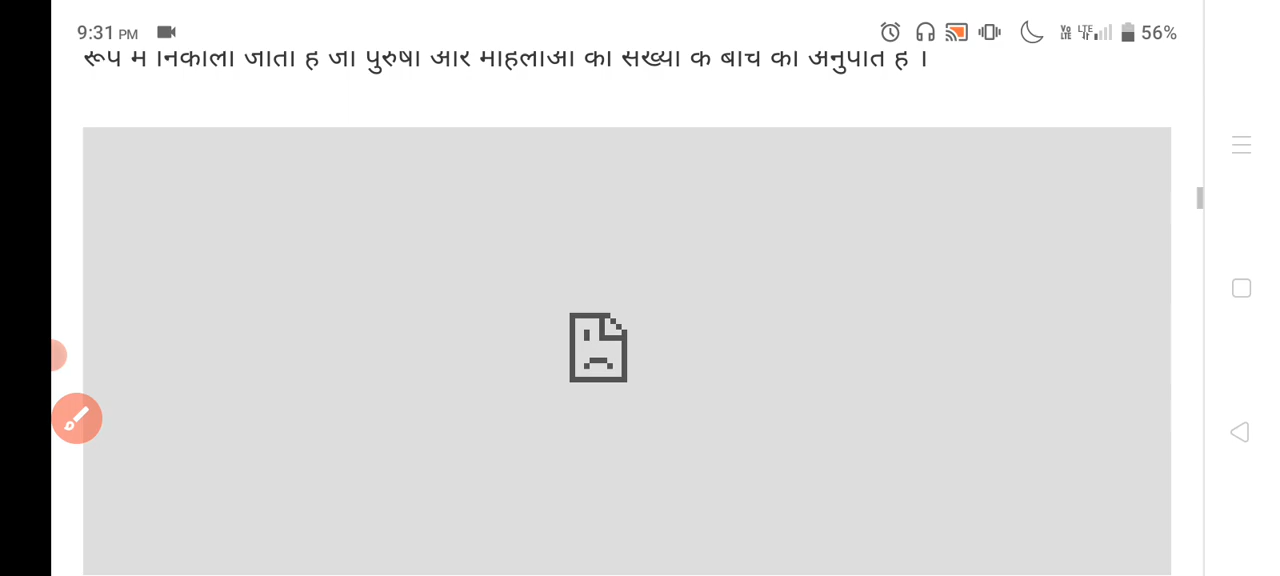 9:31 PM
56%
रूप में निकाला जाता है जो पुरुषों और महिलाओं की संख्या के बीच का अनुपात है ।